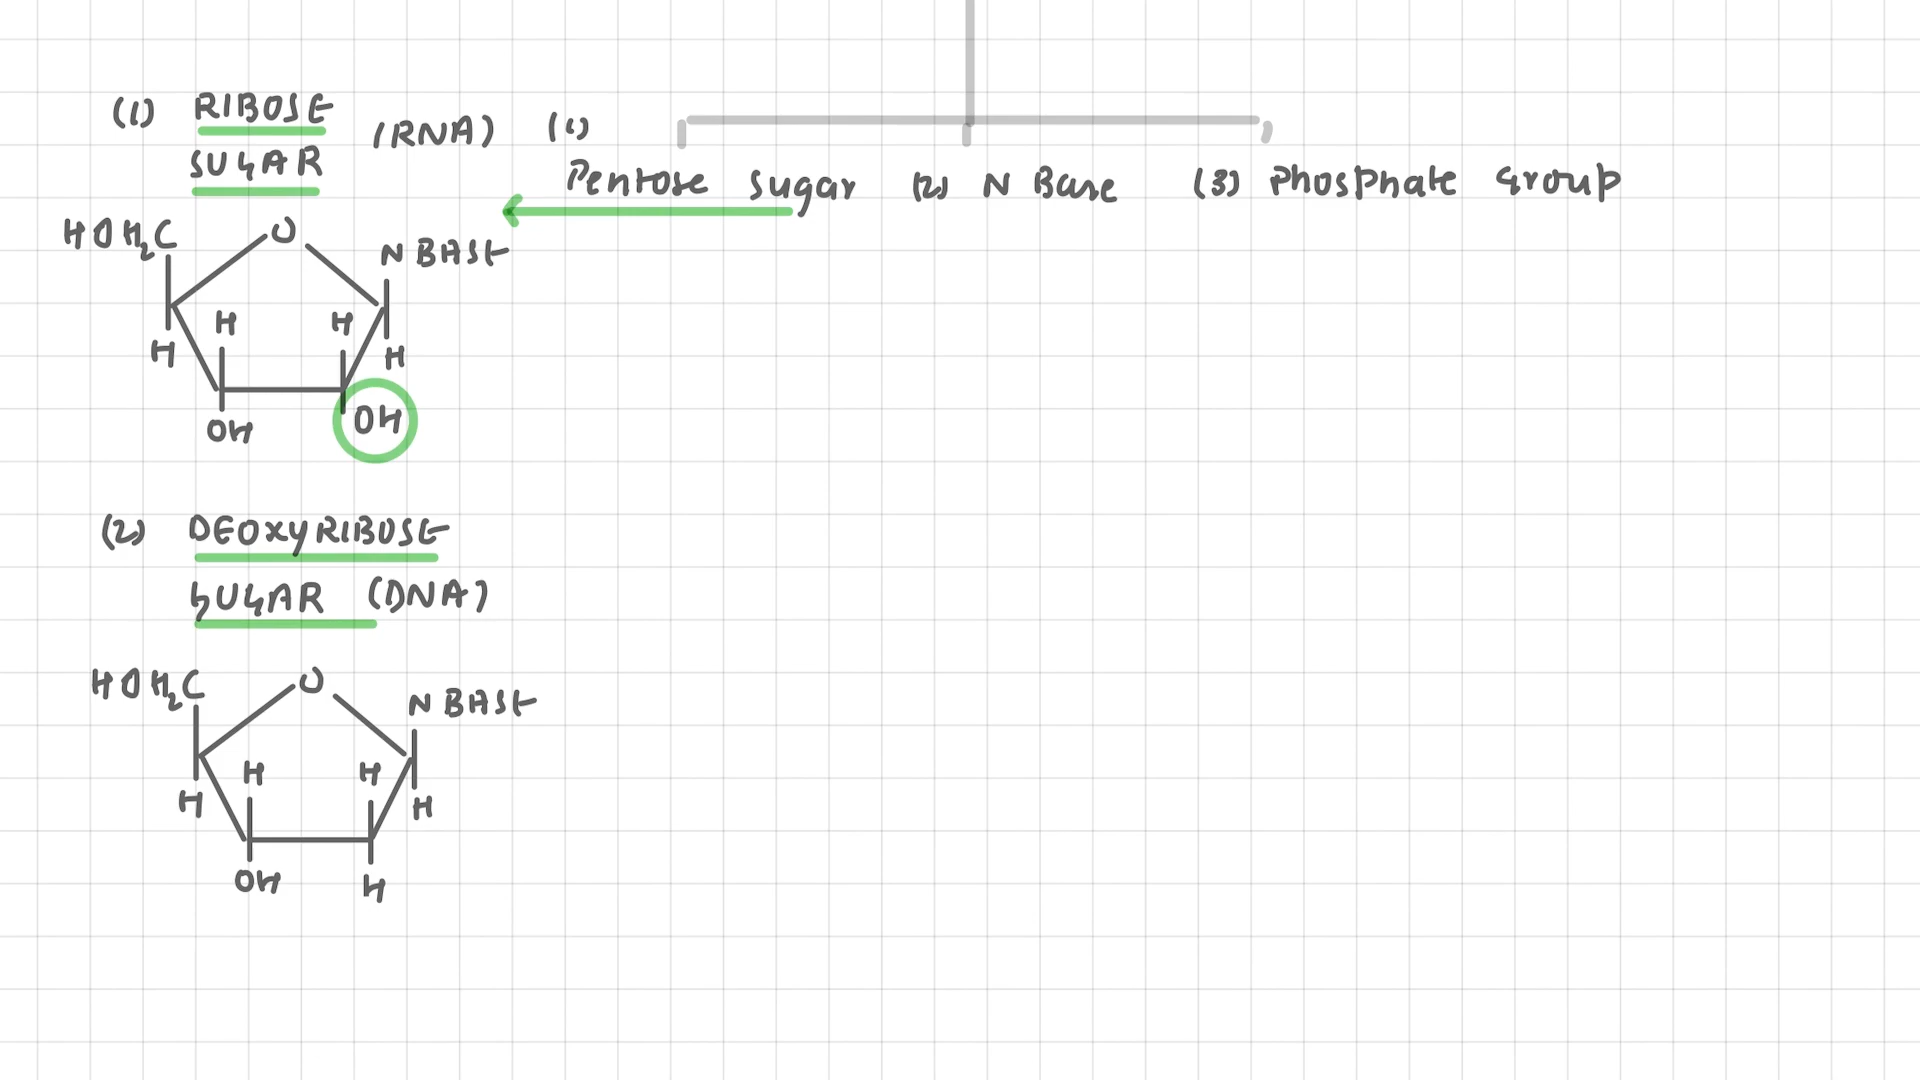 (1) RIBOSE
SUGAR (RNA)
(1) Pentose Sugar (2) N Base (3) Phosphate Group
HOH₂C O N BASE
H H
H H
OH OH
(2) DEOXYRIBOSE
SUGAR (DNA)
HOH₂C O N BASE
H H
H H
OH H